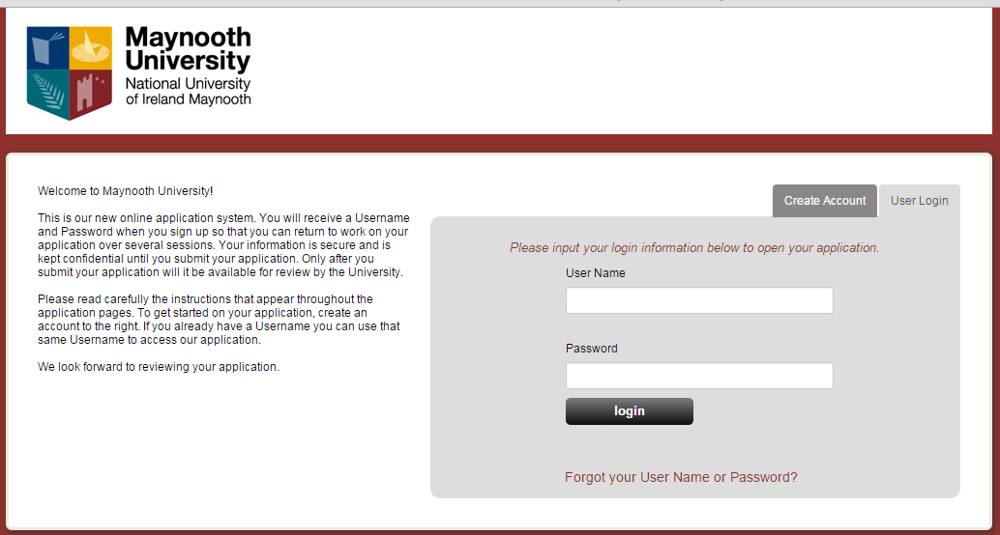 Maynooth
University
National University
of Ireland Maynooth
Welcome to Maynooth University!
This is our new online application system. You will receive a Username
and Password when you sign up so that you can return to work on your
application over several sessions. Your information is secure and is
kept confidential until you submit your application. Only after you
submit your application will it be available for review by the University.
Please read carefully the instructions that appear throughout the
application pages. To get started on your application, create an
account to the right. If you already have a Username you can use that
same Username to access our application.
We look forward to reviewing your application.
Create Account
User Login
Please input your login information below to open your application.
User Name
Password
login
Forgot your User Name or Password?